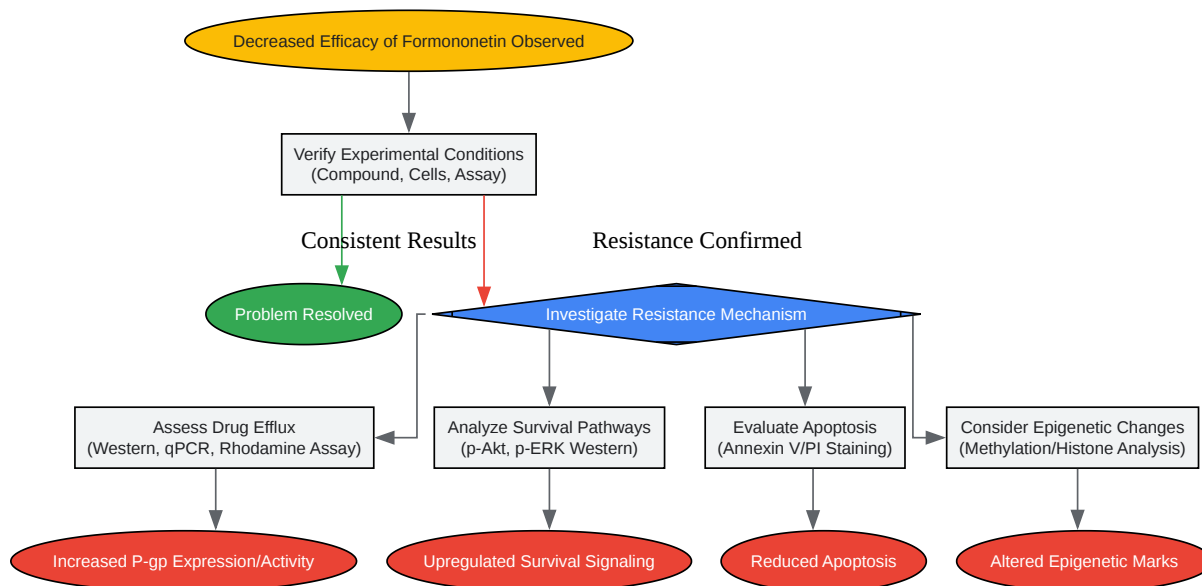 Decreased Efficacy of Formononetin Observed
Verify Experimental Conditions
(Compound, Cells, Assay)
Consistent Results
Resistance Confirmed
Problem Resolved
Investigate Resistance Mechanism
Assess Drug Efflux
(Western, qPCR, Rhodamine Assay)
Analyze Survival Pathways
(p-Akt, p-ERK Western)
Evaluate Apoptosis
(Annexin V/PI Staining)
Consider Epigenetic Changes
(Methylation/Histone Analysis)
Increased P-gp Expression/Activity
Upregulated Survival Signaling
Reduced Apoptosis
Altered Epigenetic Marks